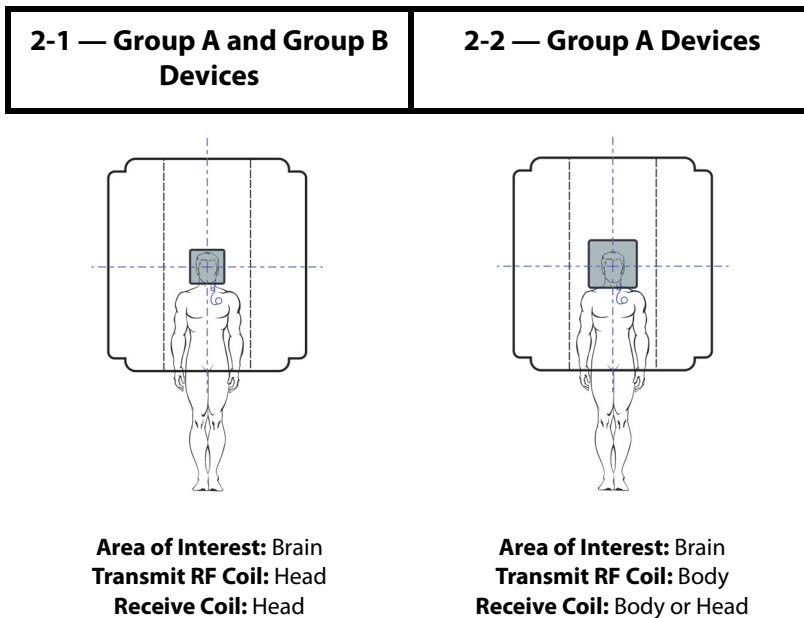 2-1 — Group A and Group B
Devices
2-2 — Group A Devices
Area of Interest: Brain
Transmit RF Coil: Head
Receive Coil: Head
Area of Interest: Brain
Transmit RF Coil: Body
Receive Coil: Body or Head